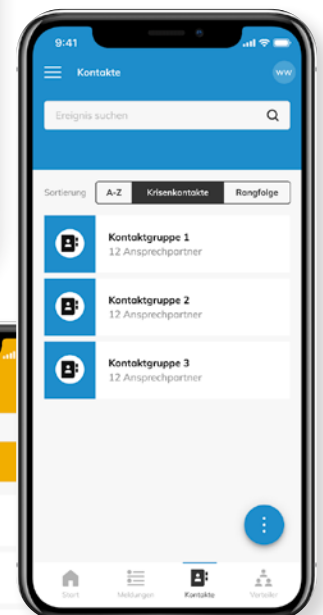 9:41
Kontakte
WW
Ereignis suchen
Sortierung A-Z Krisenkontakte Rangfolge
Kontaktgruppe 1
12 Ansprechpartner
Kontaktgruppe 2
12 Ansprechpartner
Kontaktgruppe 3
12 Ansprechpartner
Start Meldungen Kontakte Verteiler